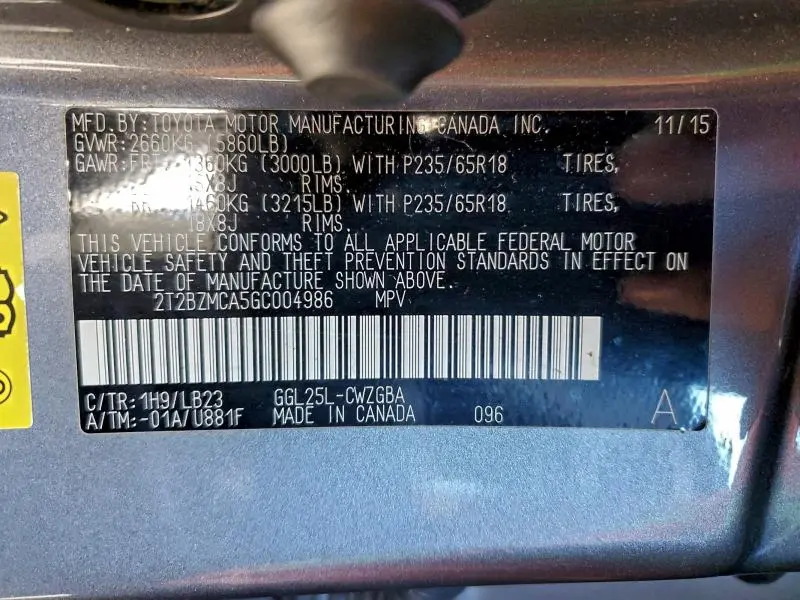 MFD.BY:TOYOTA MOTOR MANUFACTURING CANADA INC. 11/15
GVWR:2660KG (5860LB)
GAWR:FRT 1360KG (3000LB) WITH P235/65R18 TIRES,
18X8J RIMS.
RR 1460KG (3215LB) WITH P235/65R18 TIRES,
18X8J RIMS.
THIS VEHICLE CONFORMS TO ALL APPLICABLE FEDERAL MOTOR
VEHICLE SAFETY AND THEFT PREVENTION STANDARDS IN EFFECT ON
THE DATE OF MANUFACTURE SHOWN ABOVE.
2T2BZMCA5GC004986 MPV
C/TR:1H9/LB23 GGL25L-CWZGBA
A/TM:-01A/U881F MADE IN CANADA 096 A